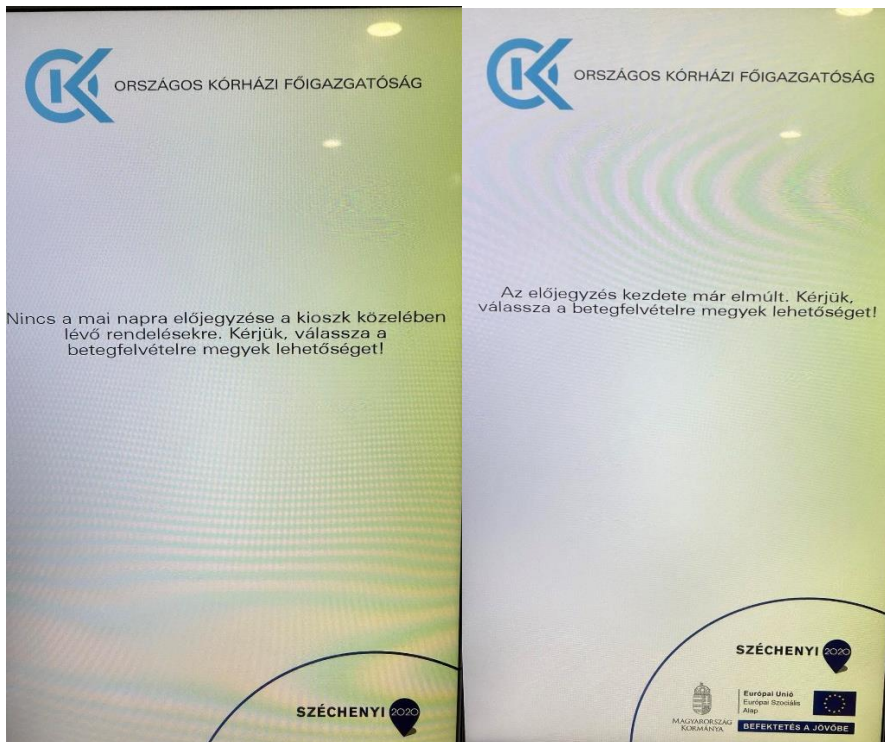 ORSZÁGOS KÓRHÁZI FŐIGAZGATÓSÁG
Nincs a mai napra előjegyzése a kioszk közelében
lévő rendelésekre. Kérjük, válassza a
betegfelvételre megyek lehetőséget!
SZÉCHENYI 2020
ORSZÁGOS KÓRHÁZI FŐIGAZGATÓSÁG
Az előjegyzés kezdete már elmúlt. Kérjük,
válassza a betegfelvételre megyek lehetőséget!
SZÉCHENYI 2020
MAGYARORSZÁG
KORMÁNYA
Európai Unió
Európai Szociális
Alap
BEFEKTETÉS A JÖVŐBE